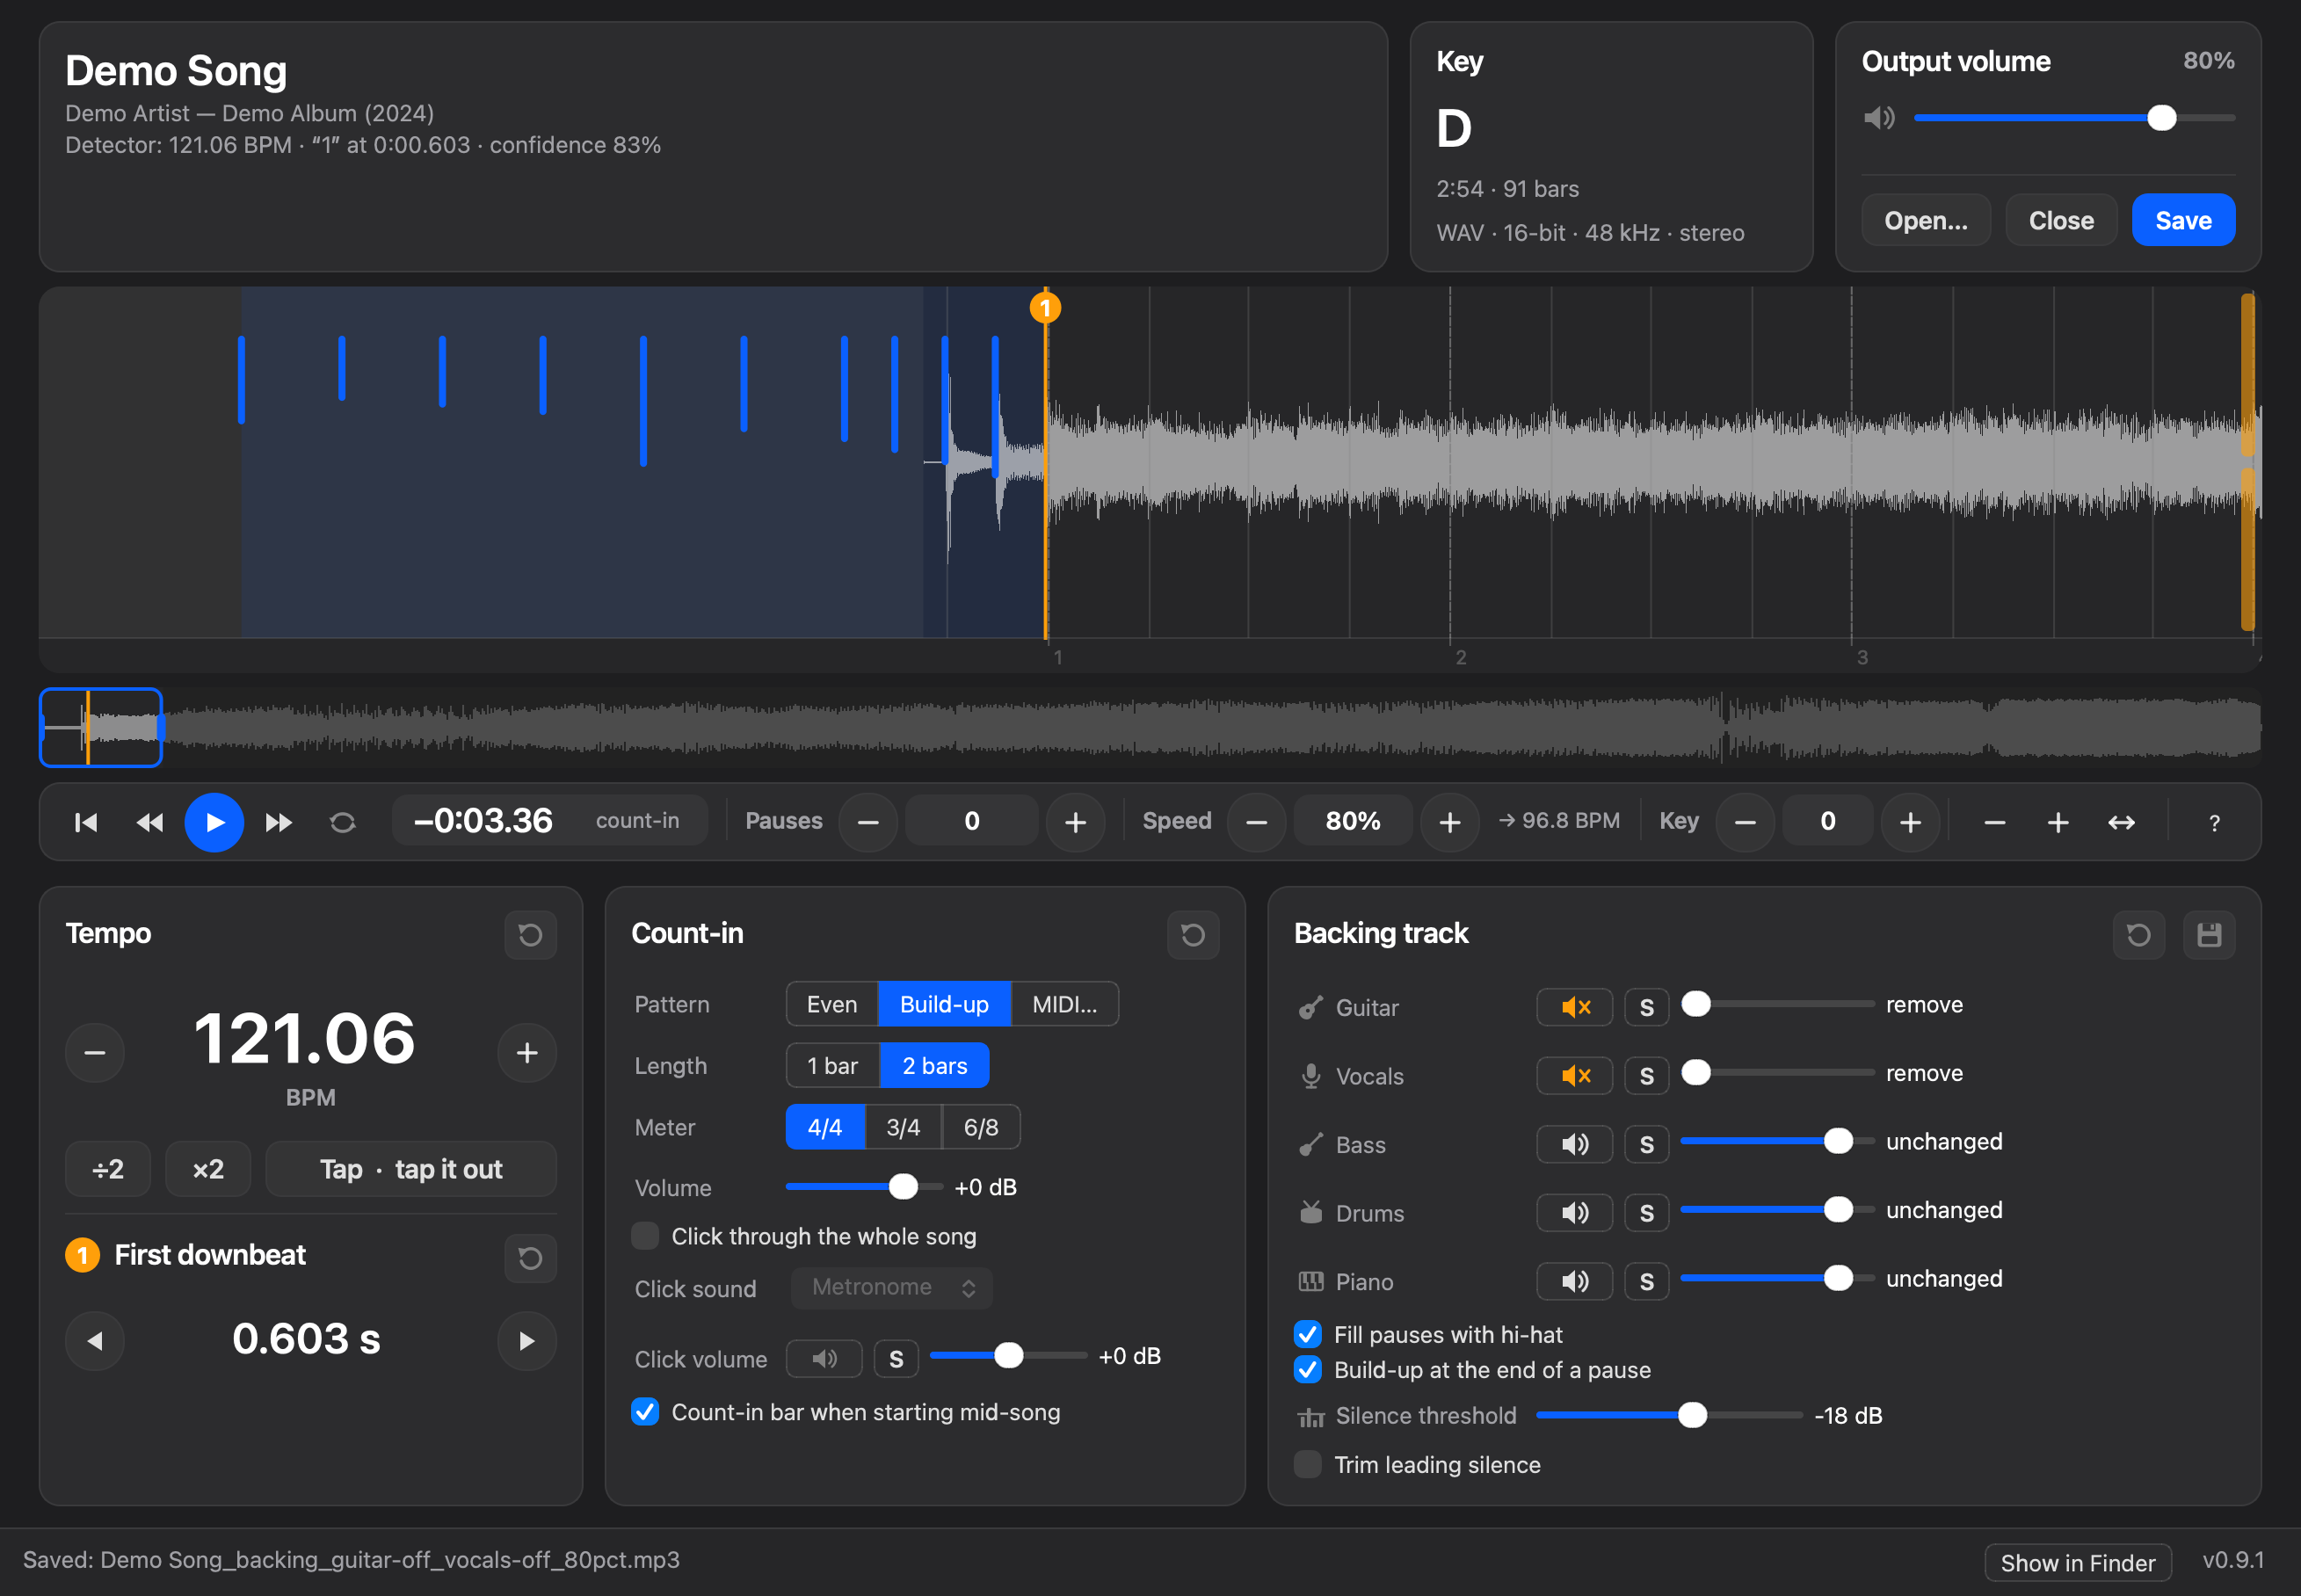 Demo Song
Demo Artist — Demo Album (2024)
Detector: 121.06 BPM · “1” at 0:00.603 · confidence 83%
Key
D
2:54 · 91 bars
WAV · 16-bit · 48 kHz · stereo
Output volume 80%
Open... Close Save
1
1 2 3
−0:03.36 count-in Pauses − 0 + Speed − 80% + → 96.8 BPM Key − 0 + − + ?
Tempo
− 121.06 +
BPM
÷2 ×2 Tap · tap it out
1 First downbeat
0.603 s
Count-in
Pattern Even Build-up MIDI...
Length 1 bar 2 bars
Meter 4/4 3/4 6/8
Volume +0 dB
Click through the whole song
Click sound Metronome
Click volume S +0 dB
Count-in bar when starting mid-song
Backing track
Guitar S remove
Vocals S remove
Bass S unchanged
Drums S unchanged
Piano S unchanged
Fill pauses with hi-hat
Build-up at the end of a pause
Silence threshold -18 dB
Trim leading silence
Saved: Demo Song_backing_guitar-off_vocals-off_80pct.mp3
Show in Finder v0.9.1